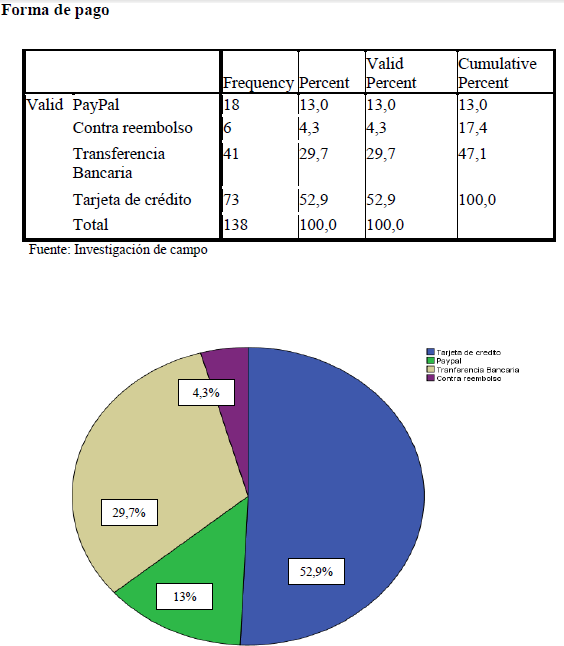 Forma de pago
Frequency Percent Valid Percent Cumulative Percent
Valid PayPal 18 13,0 13,0 13,0
Contra reembolso 6 4,3 4,3 17,4
Transferencia Bancaria 41 29,7 29,7 47,1
Tarjeta de crédito 73 52,9 52,9 100,0
Total 138 100,0 100,0
Fuente: Investigación de campo
Tarjeta de credito
Paypal
Tranferencia Bancaria
Contra reembolso
4,3%
29,7%
52,9%
13%